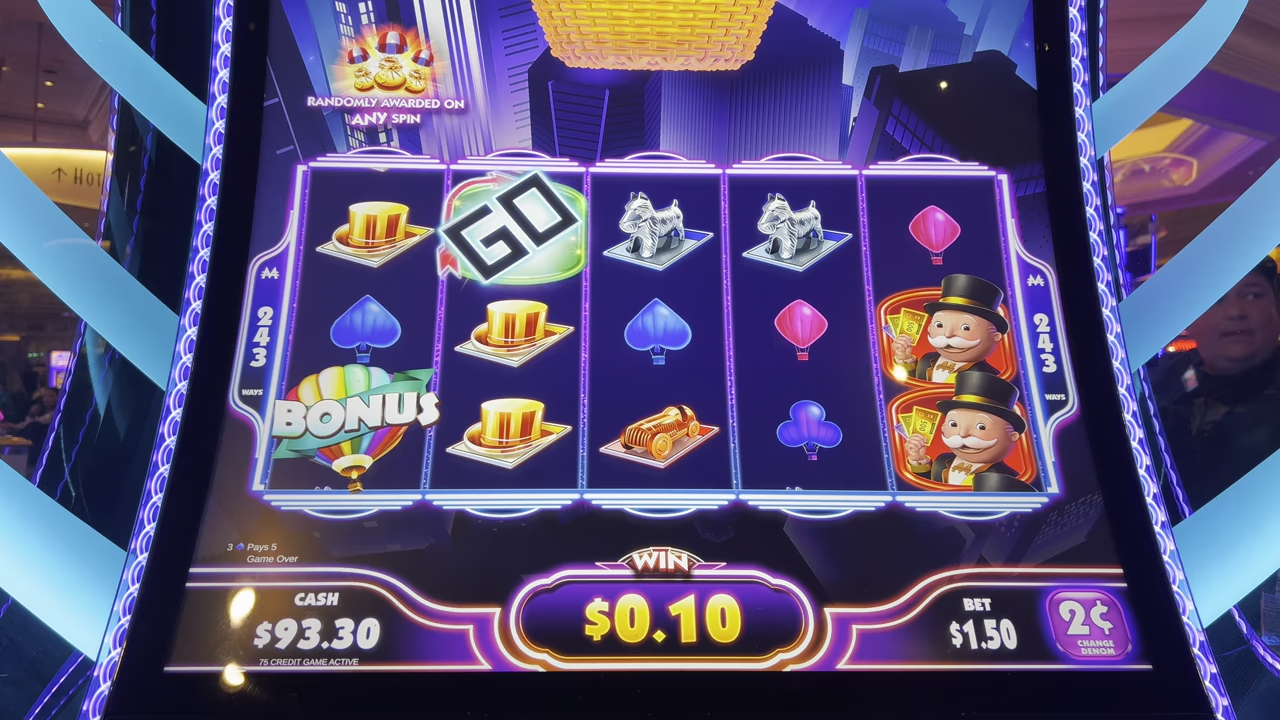 RANDOMLY AWARDED ON
ANY SPIN
↑ Hot
GO
243
WAYS
243
WAYS
BONUS
3 ♠ Pays 5
Game Over
WIN
CASH
$93.30
75 CREDIT GAME ACTIVE
$0.10
BET
$1.50
2¢
CHANGE
DENOM